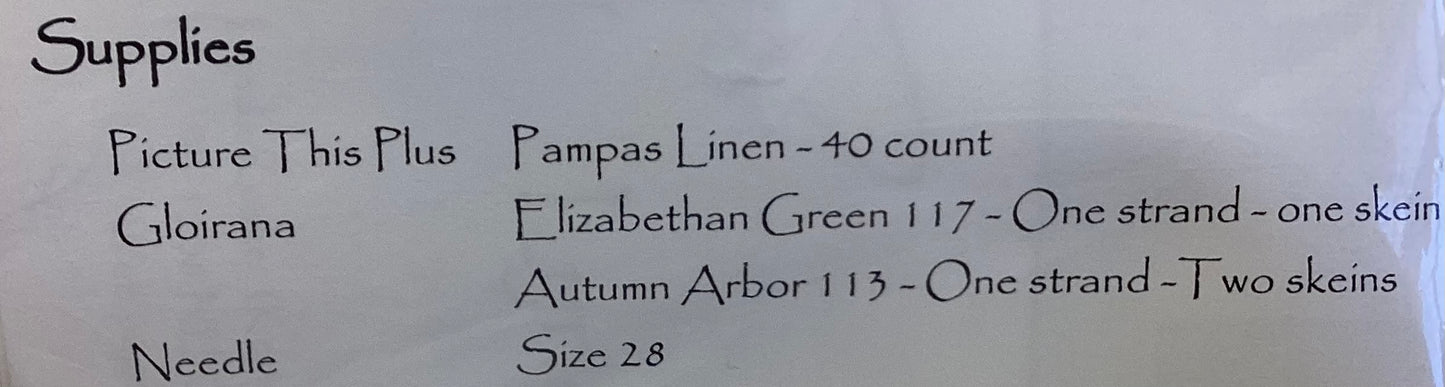 Supplies
Picture This Plus Pampas Linen - 40 count
Gloirana Elizabethan Green 117 - One strand - one skein
Autumn Arbor 113 - One strand - Two skeins
Needle Size 28